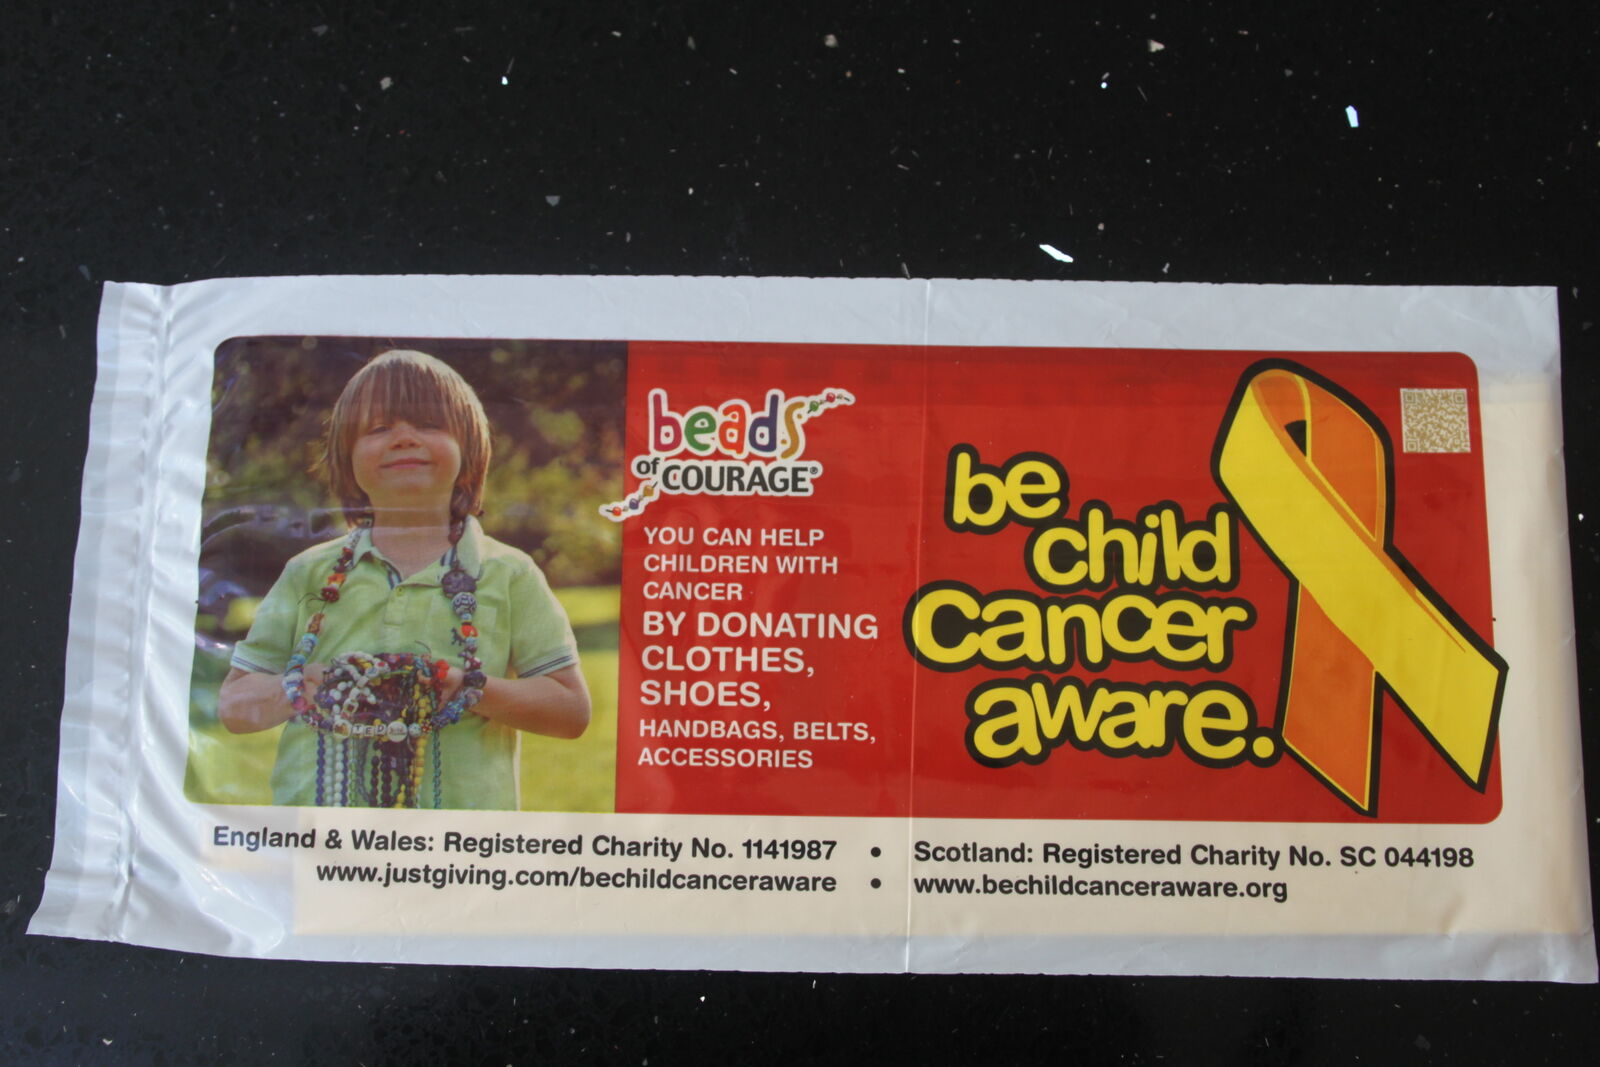 beads
of COURAGE®
YOU CAN HELP
CHILDREN WITH
CANCER
BY DONATING
CLOTHES,
SHOES,
HANDBAGS, BELTS,
ACCESSORIES
be
child
cancer
aware.
England & Wales: Registered Charity No. 1141987 • Scotland: Registered Charity No. SC 044198
www.justgiving.com/bechildcanceraware • www.bechildcanceraware.org